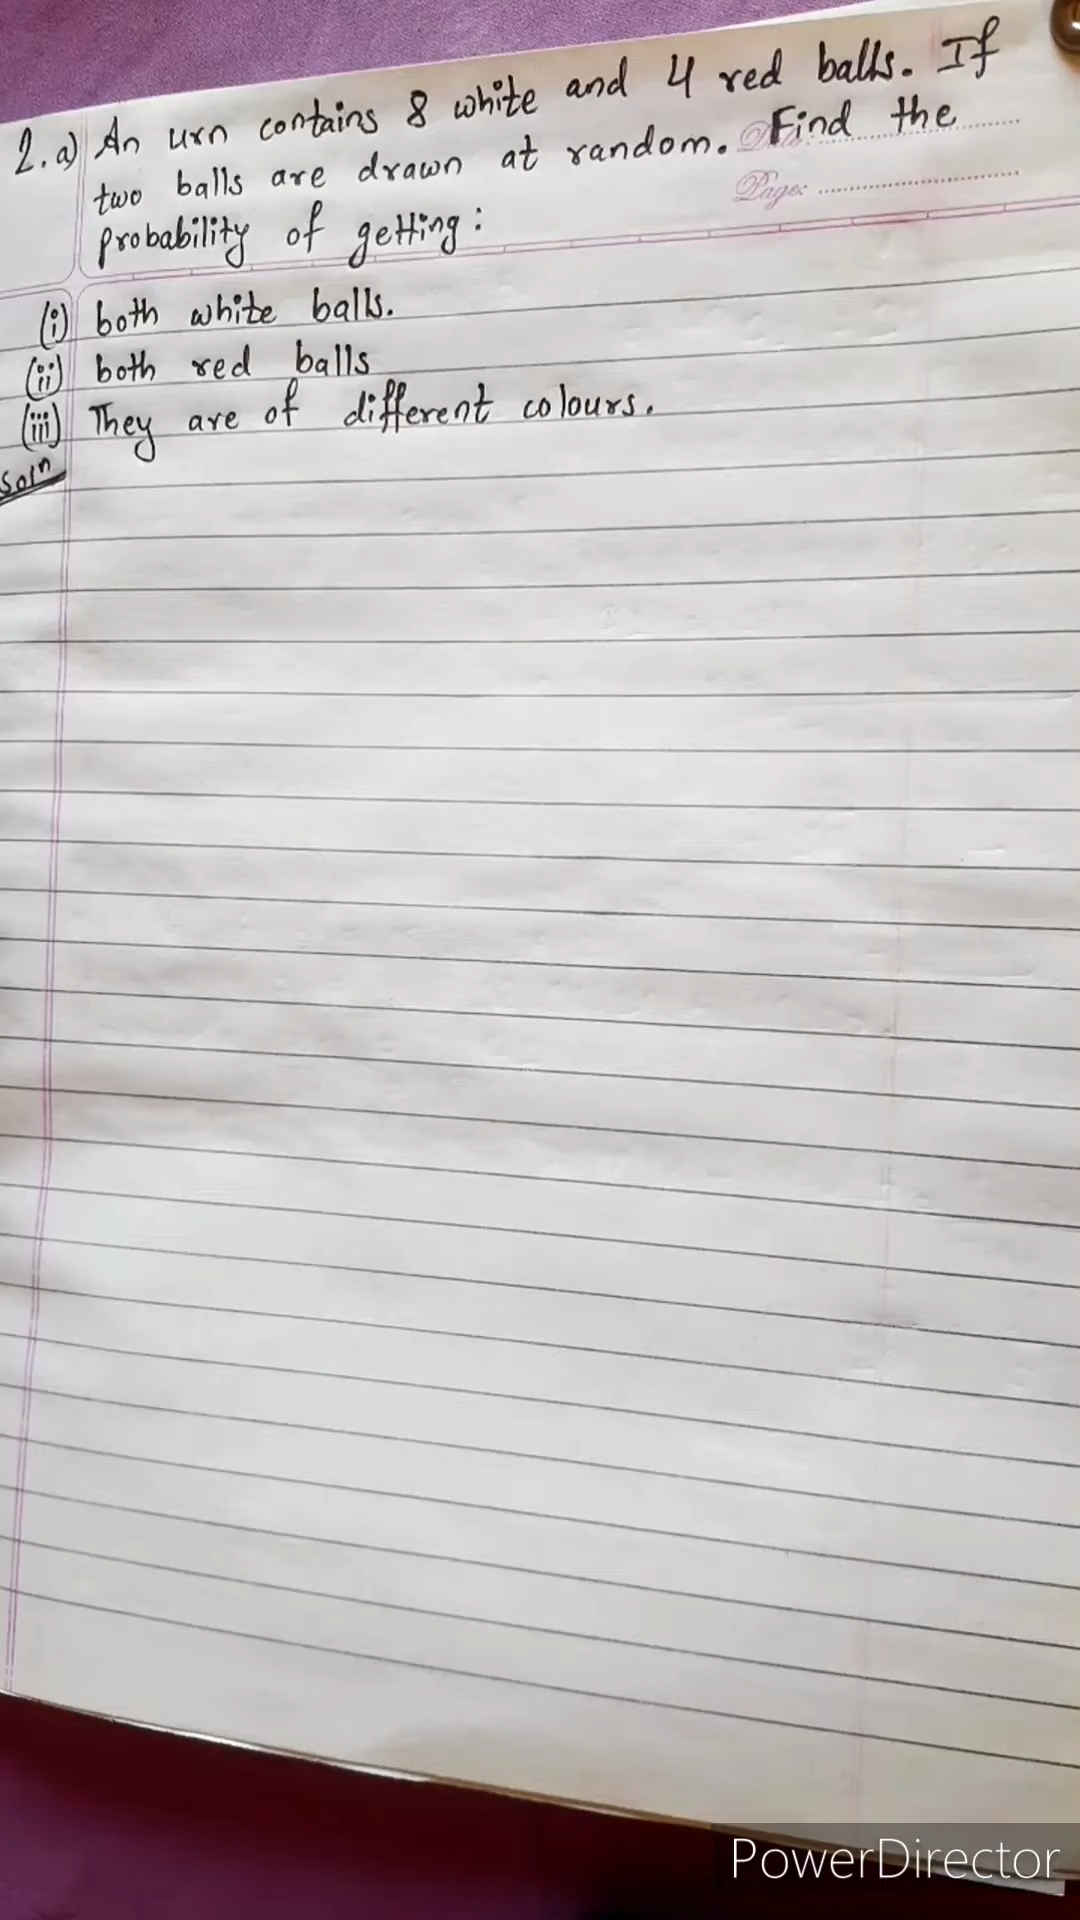 2. a) An urn contains 8 white and 4 red balls. If
two balls are drawn at random. Find the
probability of getting:
Page:
(i) both white balls.
(ii) both red balls
(iii) They are of different colours.
Soln
PowerDirector